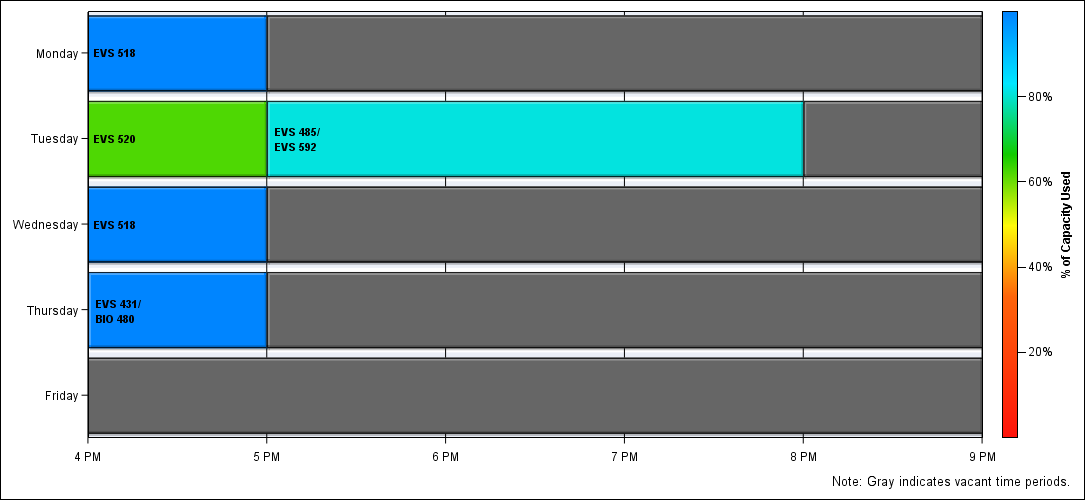 Monday
EVS 518
Tuesday
EVS 520
EVS 485/
EVS 592
Wednesday
EVS 518
Thursday
EVS 431/
BIO 480
Friday
4 PM
5 PM
6 PM
7 PM
8 PM
9 PM
80%
60%
40%
20%
% of Capacity Used
Note: Gray indicates vacant time periods.